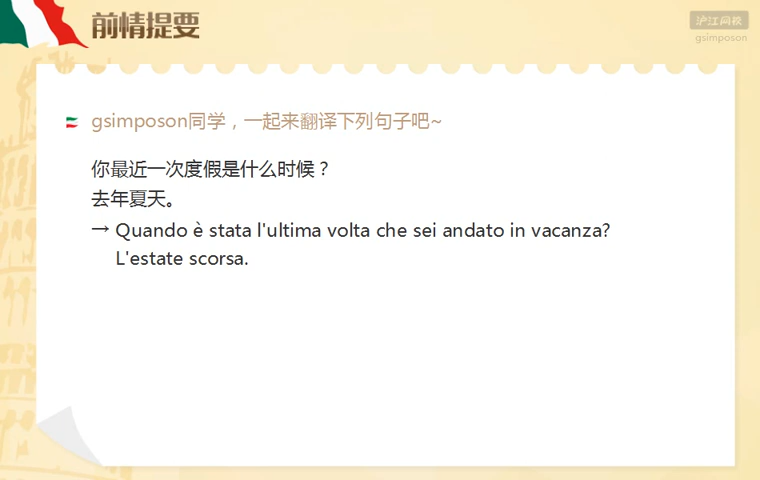 前情提要
沪江网校
gsimposon
gsimposon同学，一起来翻译下列句子吧~
你最近一次度假是什么时候？
去年夏天。
→ Quando è stata l'ultima volta che sei andato in vacanza?
L'estate scorsa.